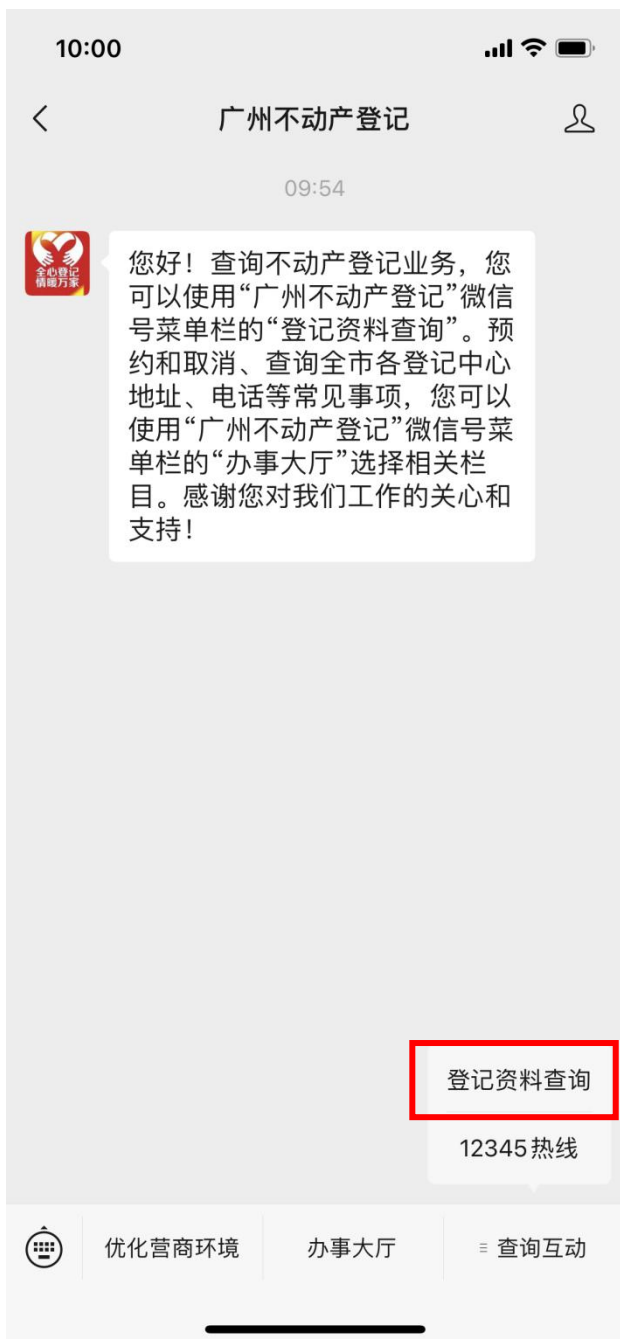 10:00
广州不动产登记
09:54
全心登记
情暖万家
您好！查询不动产登记业务，您
可以使用“广州不动产登记”微信
号菜单栏的“登记资料查询”。预
约和取消、查询全市各登记中心
地址、电话等常见事项，您可以
使用“广州不动产登记”微信号菜
单栏的“办事大厅”选择相关栏
目。感谢您对我们工作的关心和
支持！
登记资料查询
12345热线
优化营商环境
办事大厅
查询互动